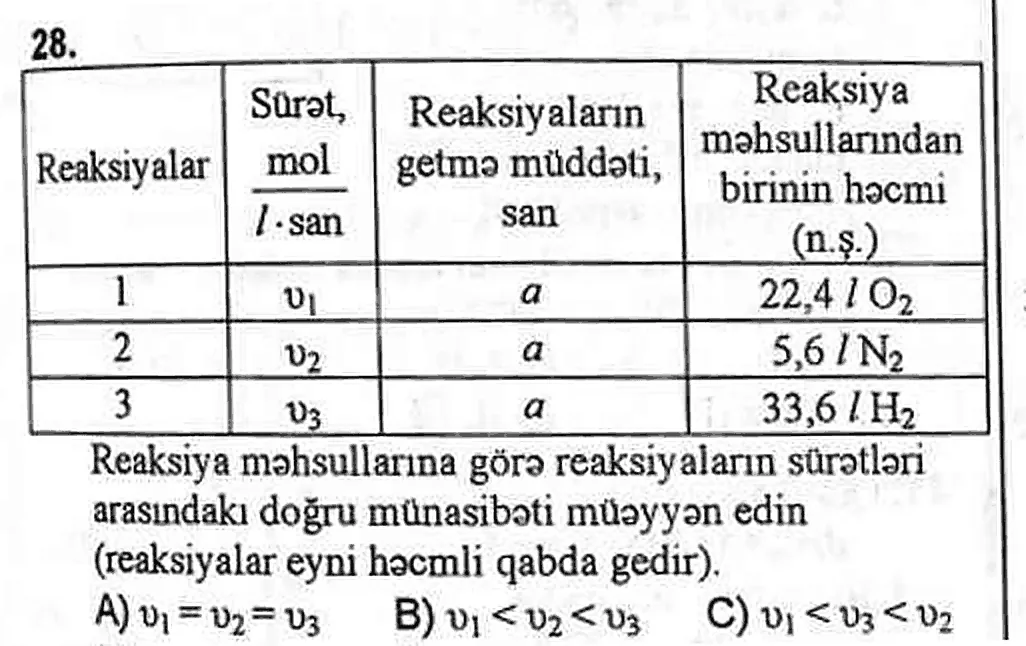 28.
Reaksiyalar | Sürət, mol / l·san | Reaksiyaların getmə müddəti, san | Reaksiya məhsullarından birinin həcmi (n.ş.)
1 | υ₁ | a | 22,4 l O₂
2 | υ₂ | a | 5,6 l N₂
3 | υ₃ | a | 33,6 l H₂
Reaksiya məhsullarına görə reaksiyaların sürətləri
arasındakı doğru münasibəti müəyyən edin
(reaksiyalar eyni həcmli qabda gedir).
A) υ₁ = υ₂ = υ₃ B) υ₁ < υ₂ < υ₃ C) υ₁ < υ₃ < υ₂